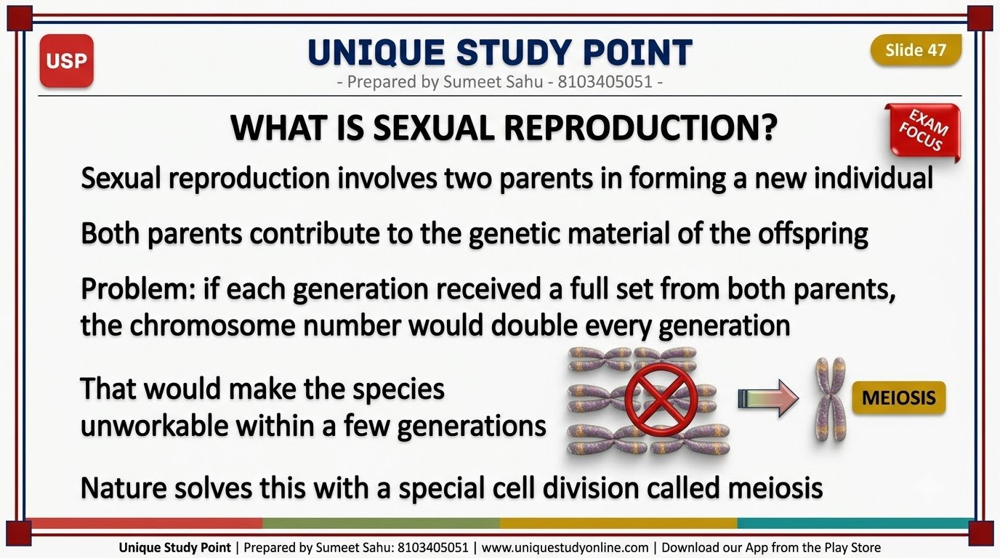 USP
UNIQUE STUDY POINT
- Prepared by Sumeet Sahu - 8103405051 -
Slide 47
WHAT IS SEXUAL REPRODUCTION?
EXAM
FOCUS
Sexual reproduction involves two parents in forming a new individual
Both parents contribute to the genetic material of the offspring
Problem: if each generation received a full set from both parents,
the chromosome number would double every generation
That would make the species
unworkable within a few generations
MEIOSIS
Nature solves this with a special cell division called meiosis
Unique Study Point | Prepared by Sumeet Sahu: 8103405051 | www.uniquestudyonline.com | Download our App from the Play Store